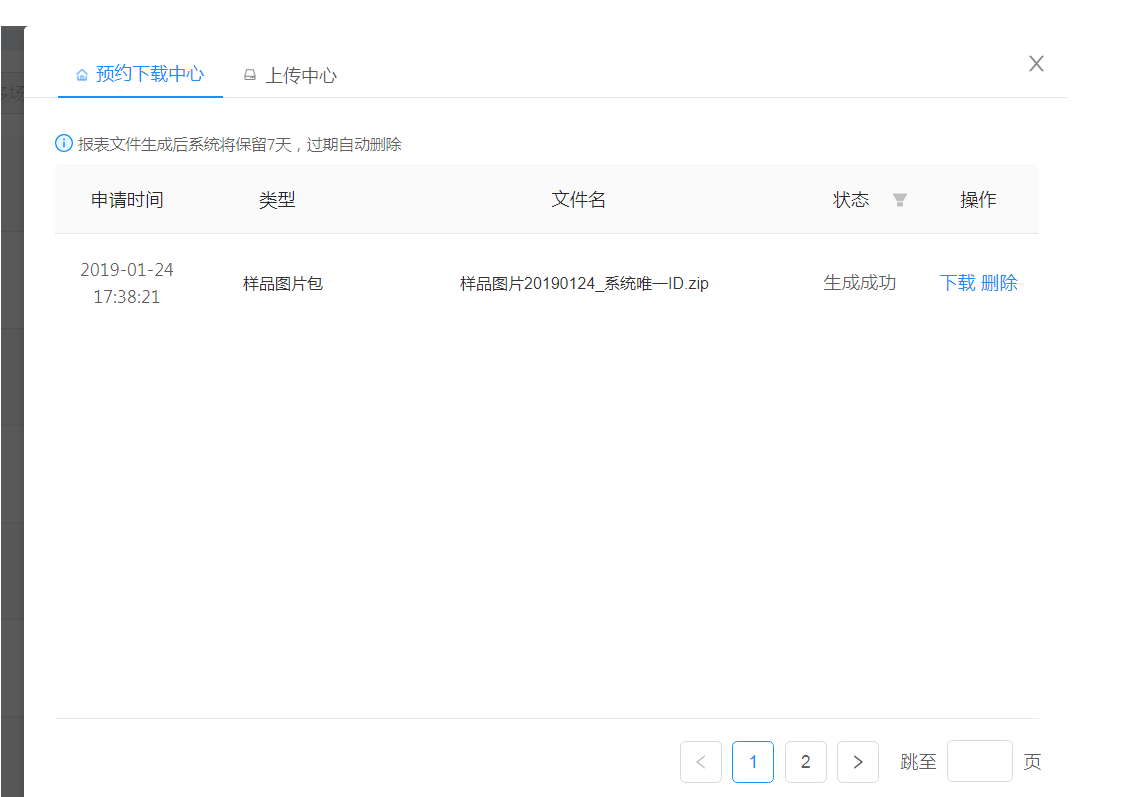 预约下载中心 上传中心 X
报表文件生成后系统将保留7天，过期自动删除
申请时间 类型 文件名 状态 操作
2019-01-24
17:38:21
样品图片包 样品图片20190124_系统唯一ID.zip 生成成功 下载 删除
< 1 2 > 跳至 页